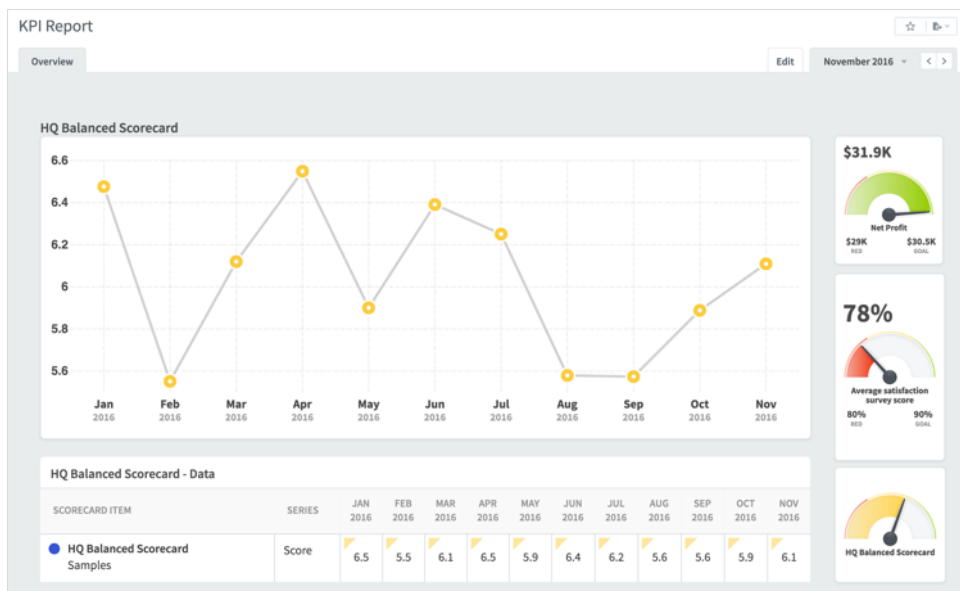 KPI Report
Overview
Edit
November 2016
HQ Balanced Scorecard
6.6
6.4
6.2
6
5.8
5.6
Jan Feb Mar Apr May Jun Jul Aug Sep Oct Nov
2016 2016 2016 2016 2016 2016 2016 2016 2016 2016 2016
$31.9K
Net Profit
$29K $30.5K
RED GOAL
78%
Average satisfaction
survey score
80% 90%
RED GOAL
HQ Balanced Scorecard
HQ Balanced Scorecard - Data
SCORECARD ITEM SERIES JAN FEB MAR APR MAY JUN JUL AUG SEP OCT NOV
2016 2016 2016 2016 2016 2016 2016 2016 2016 2016 2016
HQ Balanced Scorecard Score 6.5 5.5 6.1 6.5 5.9 6.4 6.2 5.6 5.6 5.9 6.1
Samples